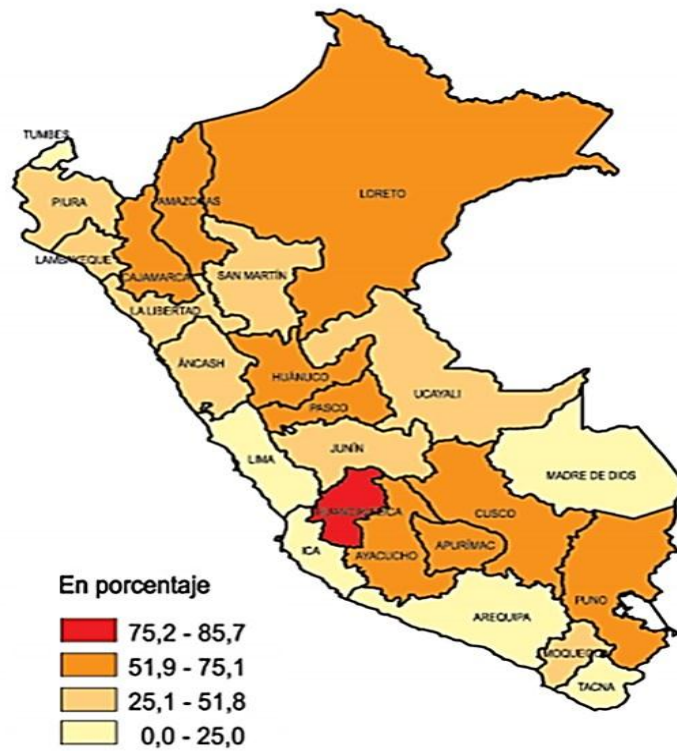 TUMBES
PIURA
AMAZONAS
LORETO
LAMBAYEQUE
CAJAMARCA
SAN MARTÍN
LA LIBERTAD
ÁNCASH
HUÁNUCO
UCAYALI
PASCO
JUNÍN
LIMA
MADRE DE DIOS
HUANCAVELICA
CUSCO
ICA
AYACUCHO
APURÍMAC
PUNO
AREQUIPA
MOQUEGUA
TACNA
En porcentaje
75,2 - 85,7
51,9 - 75,1
25,1 - 51,8
0,0 - 25,0